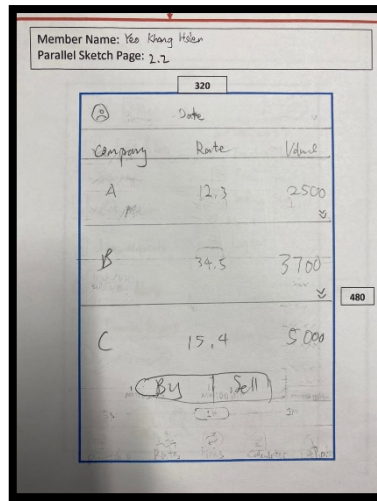 Member Name: Yeo Khang Hsien
Parallel Sketch Page: 2.2
320
Date
Company Rate Value
A 12,3 2500
B 34.5 3700
480
C 15,4 5000
By Sell